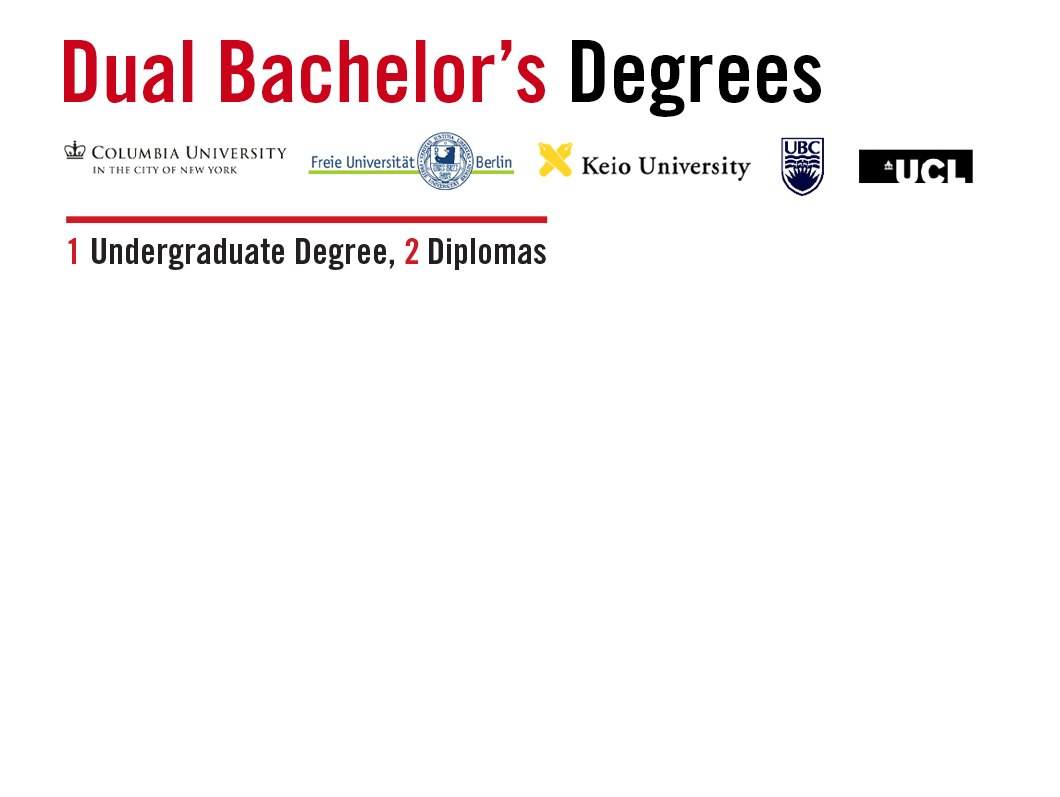 Dual Bachelor’s Degrees
COLUMBIA UNIVERSITY
IN THE CITY OF NEW YORK
Freie Universität Berlin
Keio University
UBC
UCL
1 Undergraduate Degree, 2 Diplomas